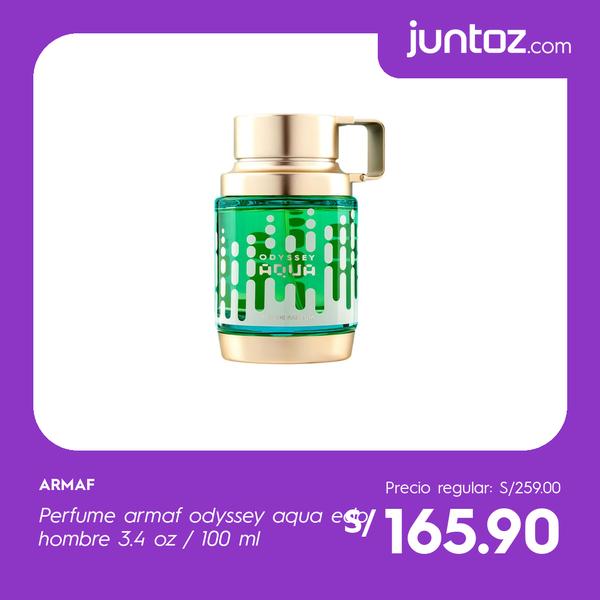 juntoz.com
ODYSSEY
AQUA
ARMAF
Precio regular: S/259.00
Perfume armaf odyssey aqua edp
S/ 165.90
hombre 3.4 oz / 100 ml